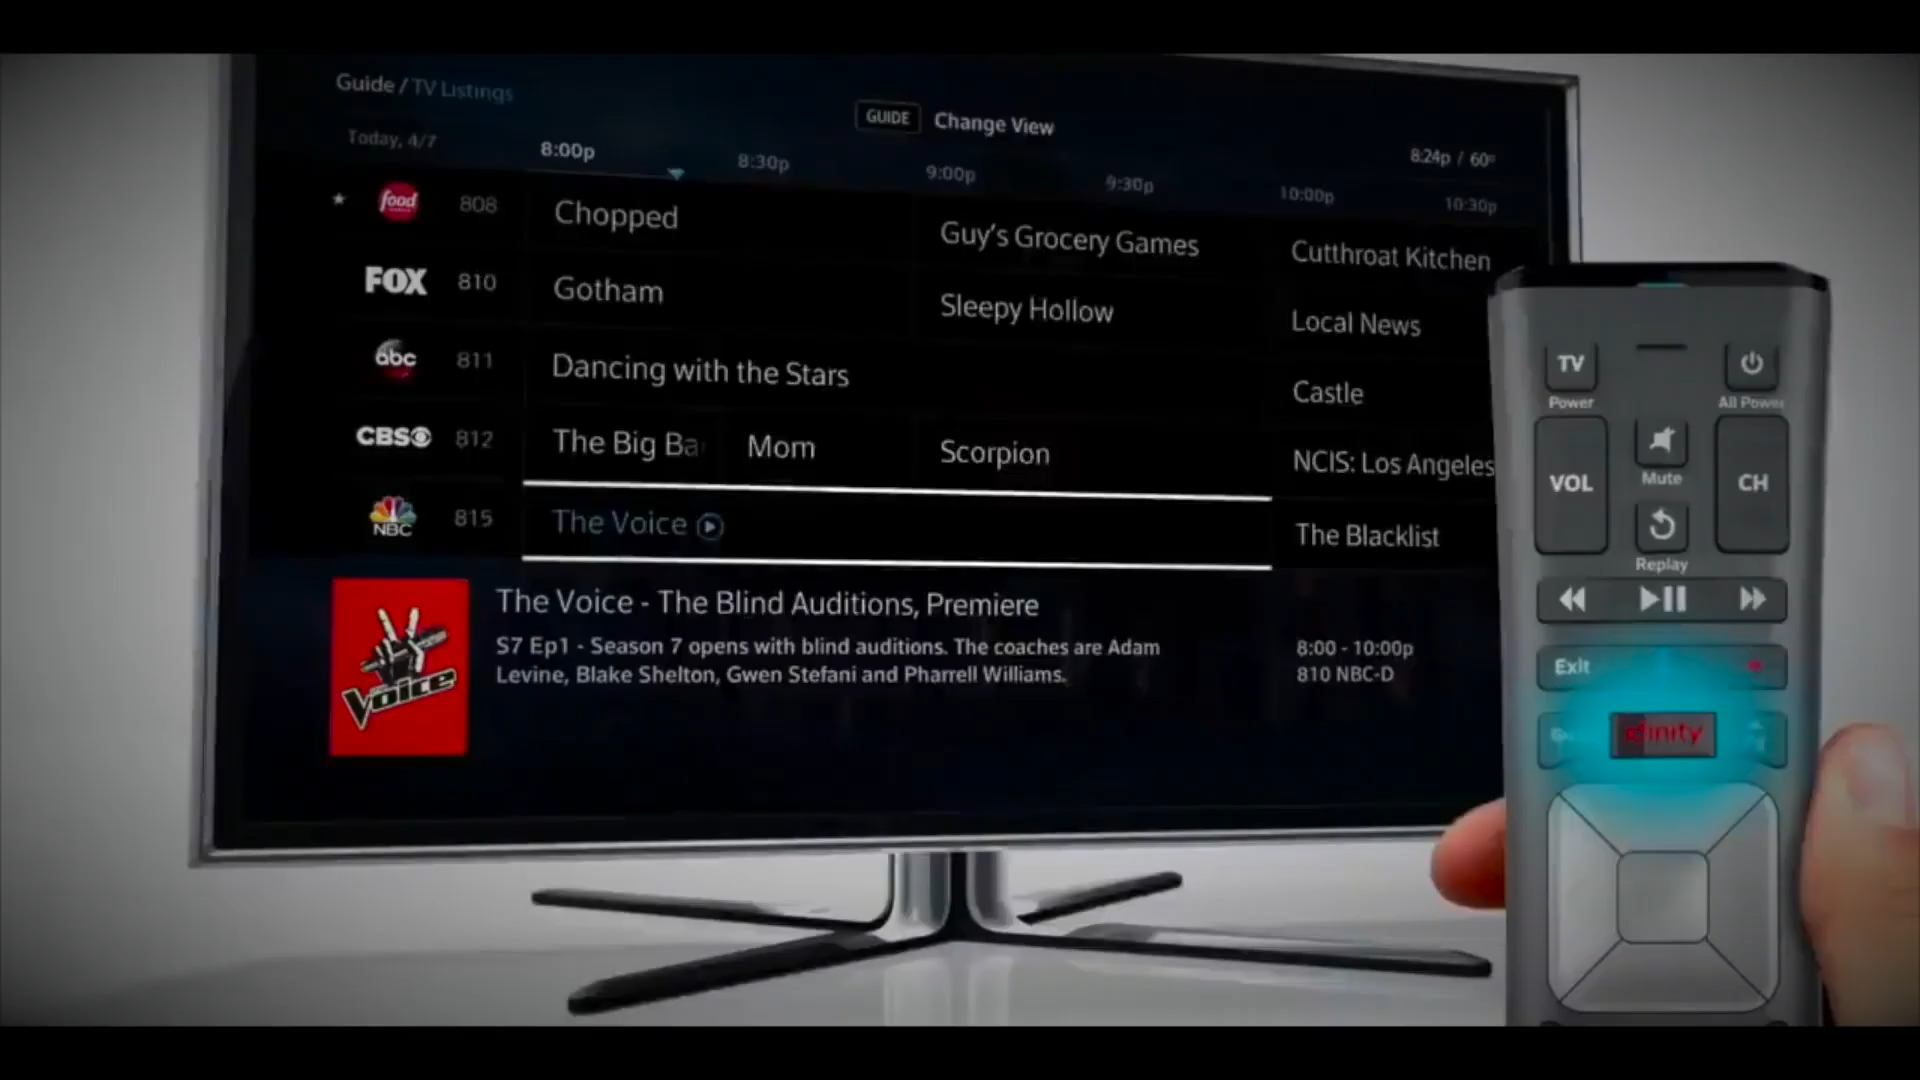 Guide / TV Listings
GUIDE Change View
Today, 4/7
8:00p 8:30p 9:00p 9:30p 10:00p 10:30p
8:24p / 60°
food 808 Chopped Guy's Grocery Games Cutthroat Kitchen
FOX 810 Gotham Sleepy Hollow Local News
abc 811 Dancing with the Stars Castle
CBS 812 The Big Ba Mom Scorpion NCIS: Los Angeles
NBC 815 The Voice The Blacklist
The Voice - The Blind Auditions, Premiere
S7 Ep1 - Season 7 opens with blind auditions. The coaches are Adam
Levine, Blake Shelton, Gwen Stefani and Pharrell Williams.
8:00 - 10:00p
810 NBC-D
Voice
TV
Power
All Power
VOL
Mute
CH
Replay
Exit
xfinity